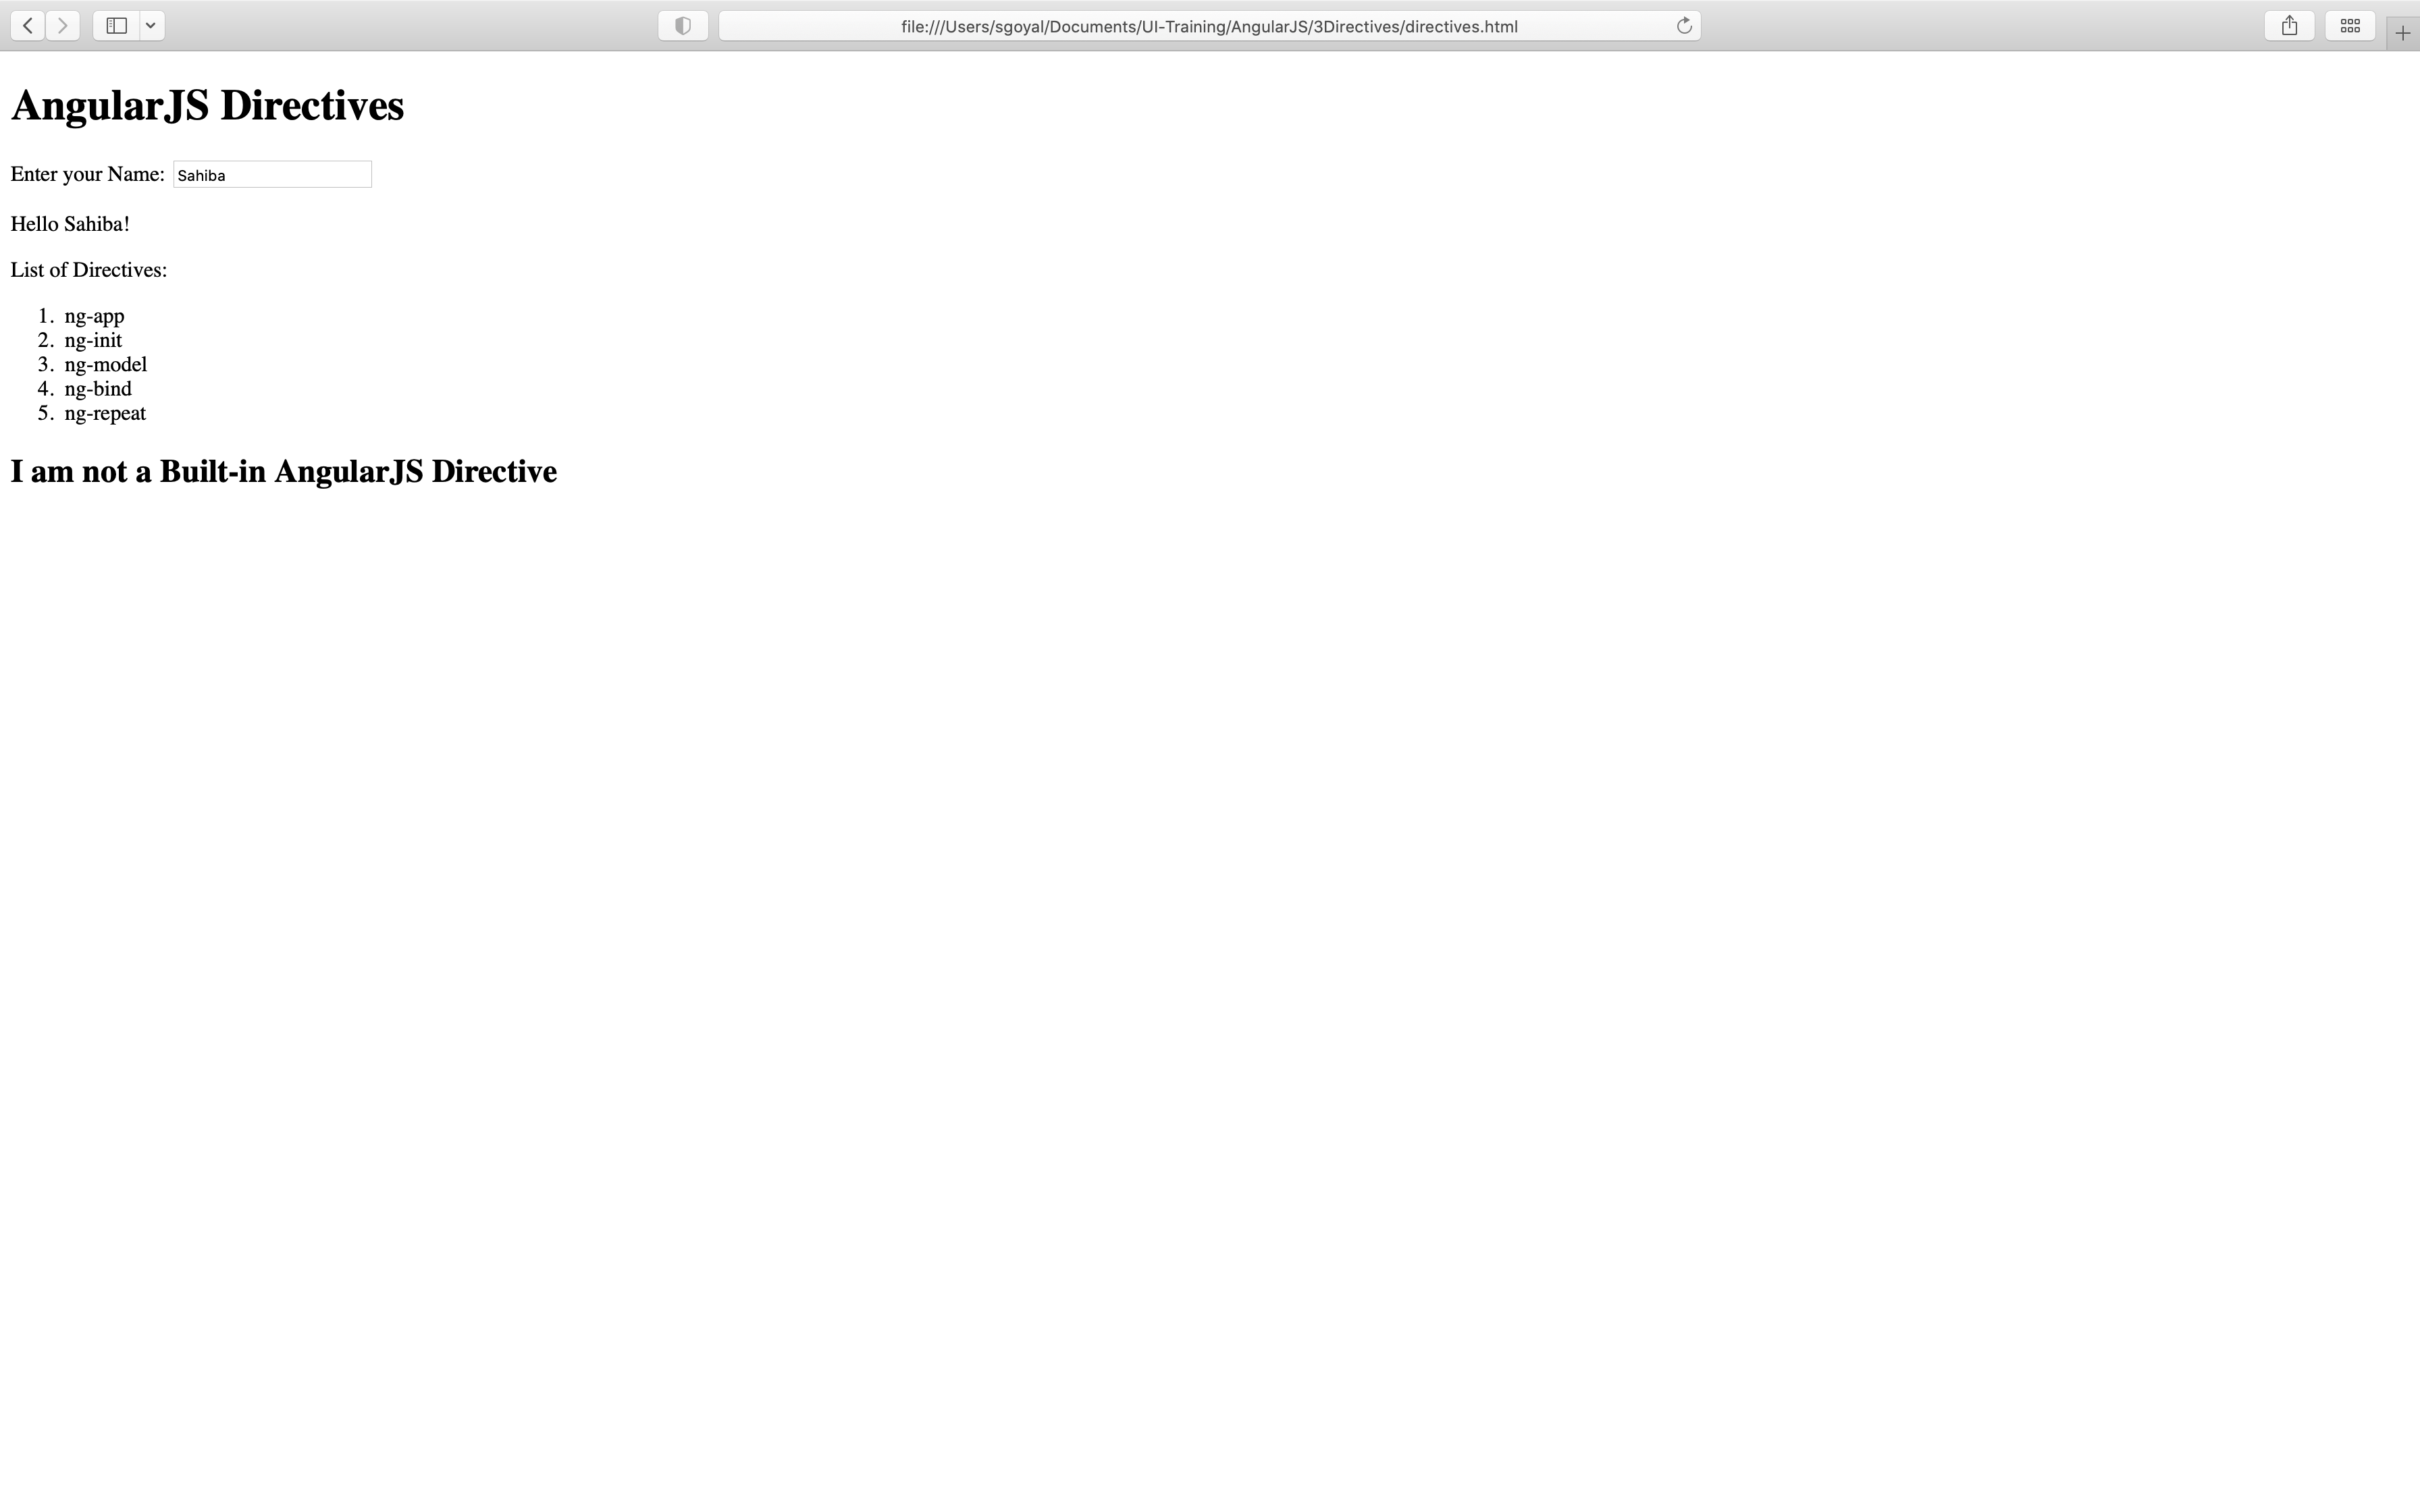 file:///Users/sgoyal/Documents/UI-Training/AngularJS/3Directives/directives.html
AngularJS Directives
Enter your Name: Sahiba
Hello Sahiba!
List of Directives:
1. ng-app
2. ng-init
3. ng-model
4. ng-bind
5. ng-repeat
I am not a Built-in AngularJS Directive